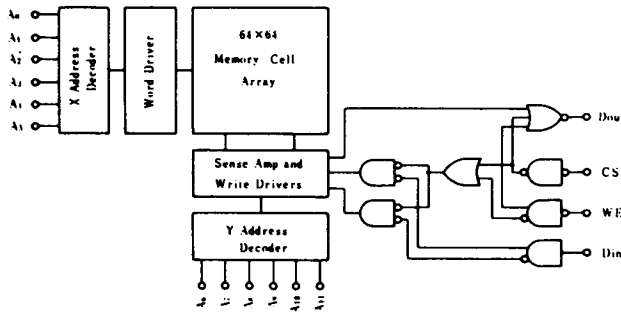 A₀
A₁
A₂
A₃
A₄
A₅
X Address
Decoder
Word Driver
64×64
Memory Cell
Array
Sense Amp and
Write Drivers
Y Address
Decoder
A₆
A₇
A₈
A₉
A₁₀
A₁₁
Dou
CS
WE
Din